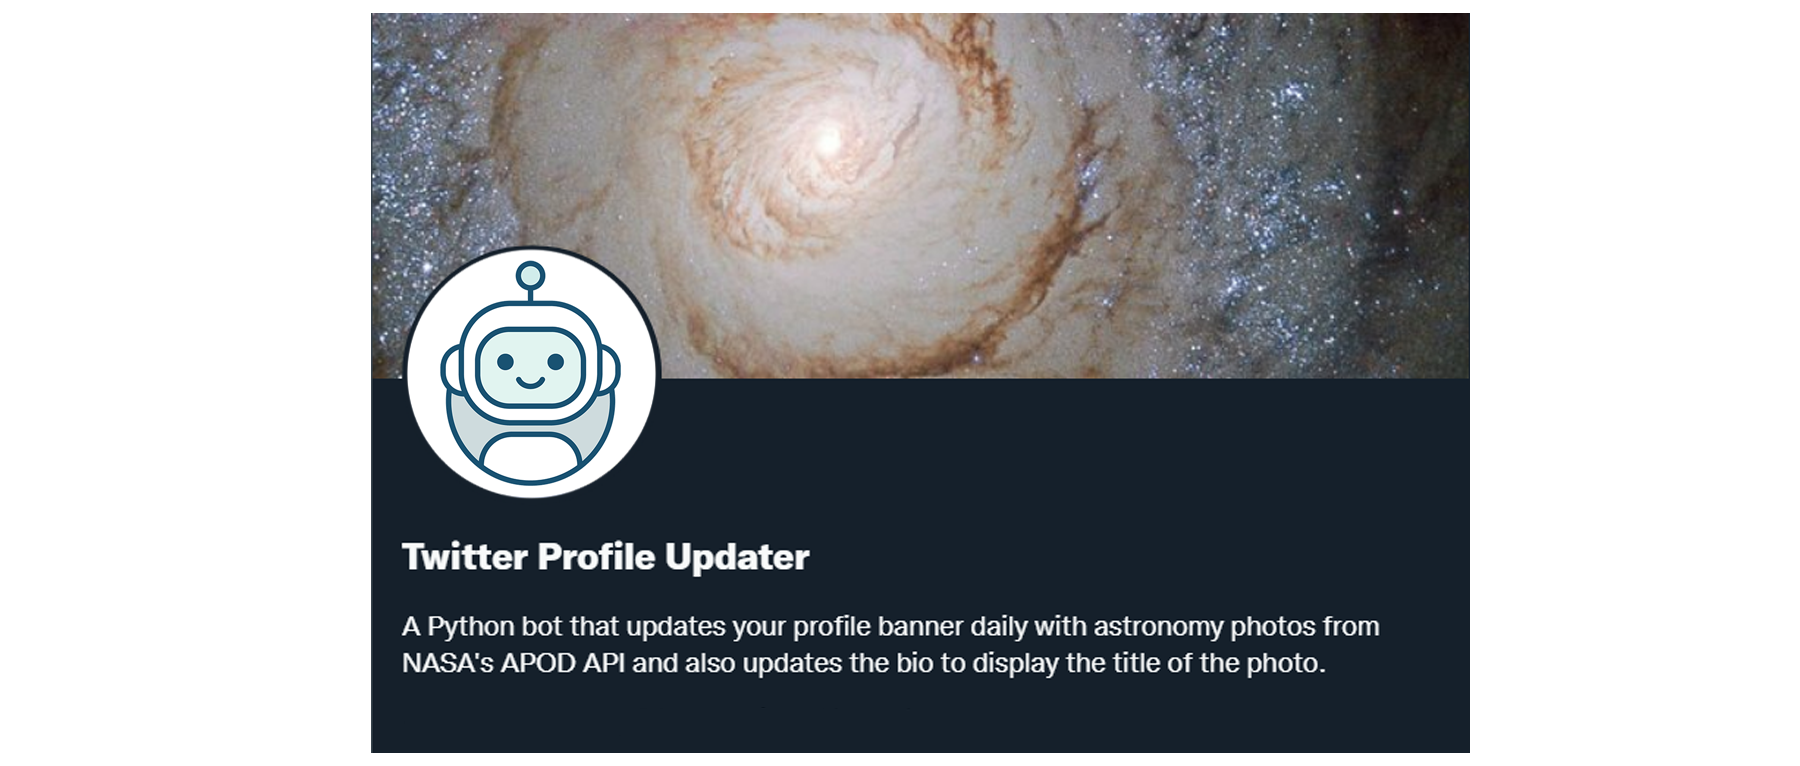 Twitter Profile Updater
A Python bot that updates your profile banner daily with astronomy photos from
NASA's APOD API and also updates the bio to display the title of the photo.